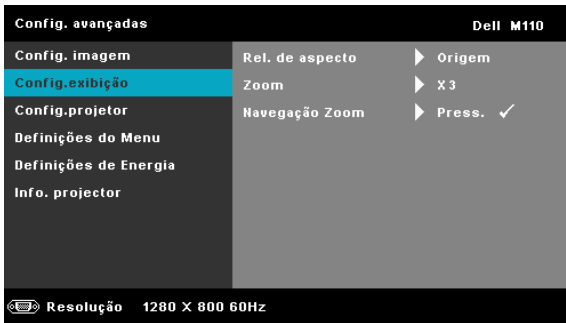 Config. avançadas Dell M110
Config. imagem
Config.exibição
Config.projetor
Definições do Menu
Definições de Energia
Info. projector
Rel. de aspecto Origem
Zoom X3
Navegação Zoom Press.
Resolução 1280 X 800 60Hz